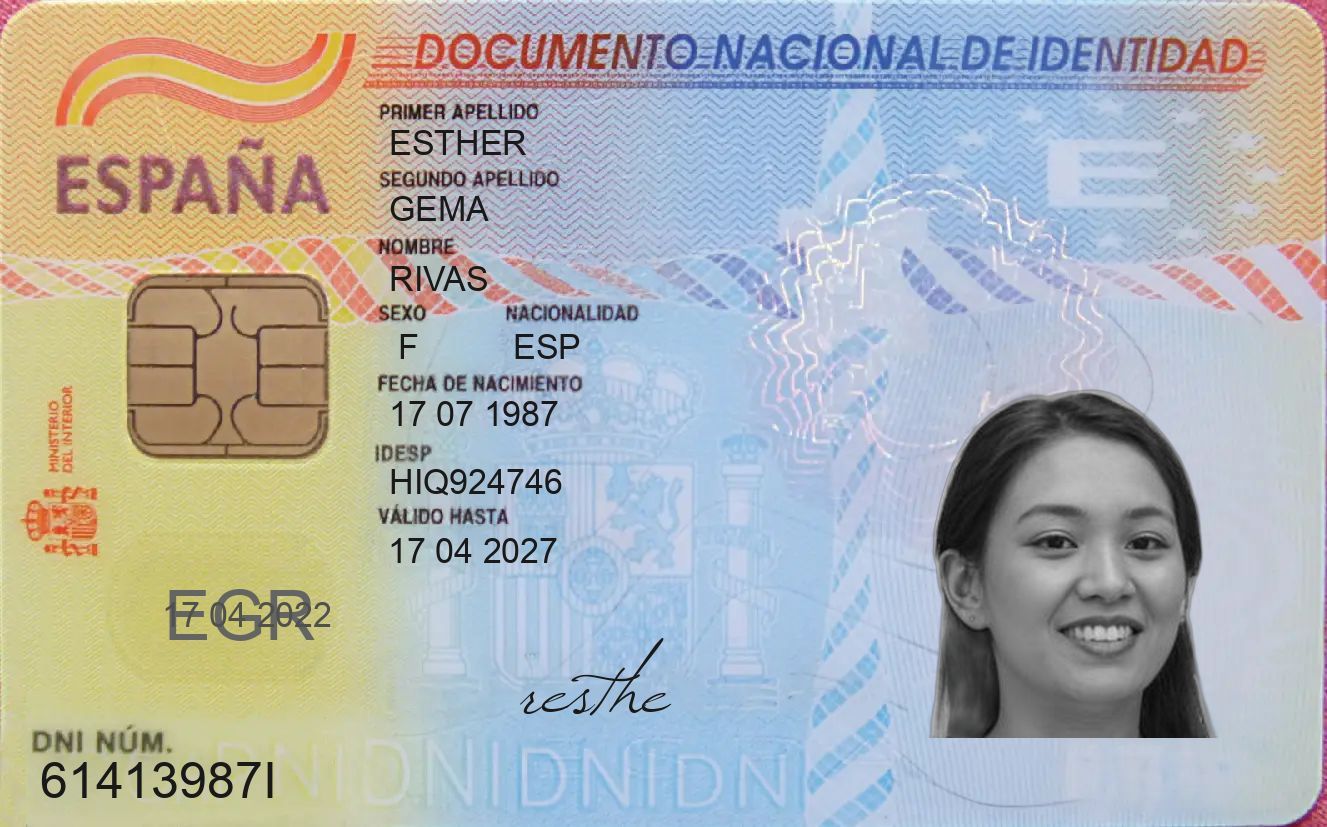 DOCUMENTO NACIONAL DE IDENTIDAD
ESPAÑA
PRIMER APELLIDO
ESTHER
SEGUNDO APELLIDO
GEMA
NOMBRE
RIVAS
SEXO NACIONALIDAD
F ESP
FECHA DE NACIMIENTO
17 07 1987
IDESP
HIQ924746
VÁLIDO HASTA
17 04 2027
MINISTERIO
DEL INTERIOR
E
EGR
17 04 2022
resthe
DNI NÚM.
61413987I
DNIDNIDNIDNI